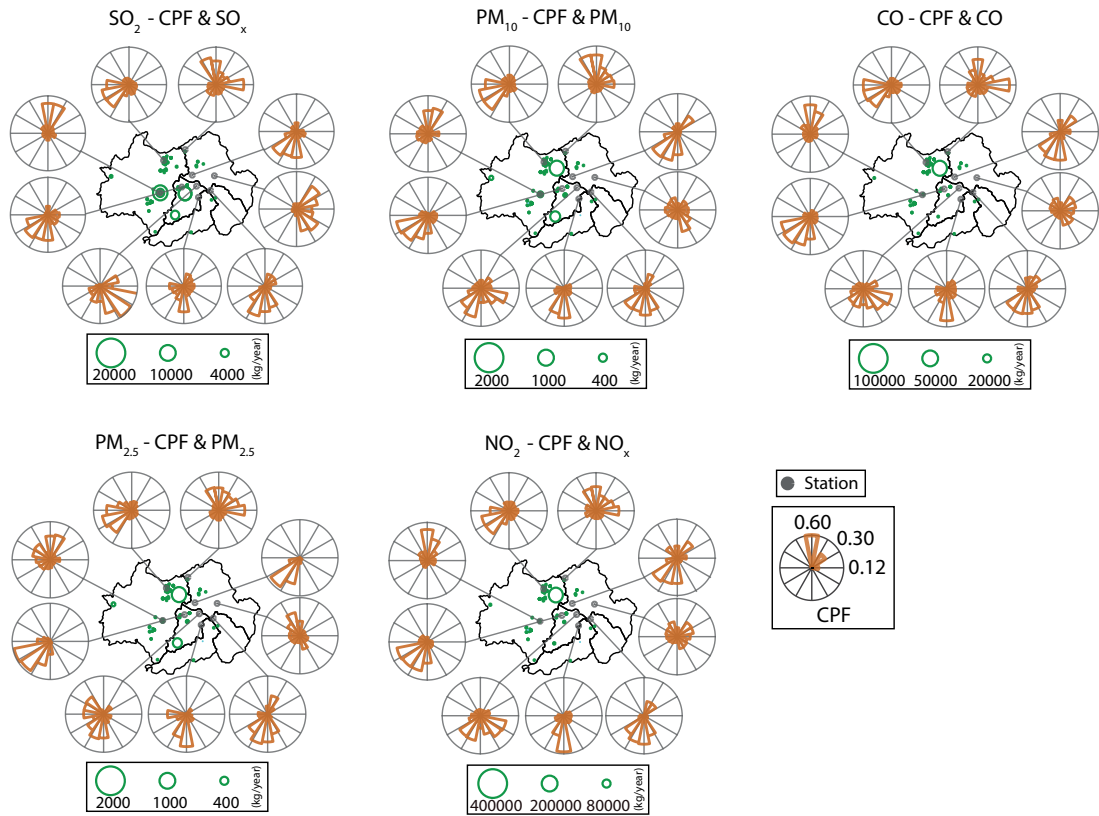 SO2 - CPF & SOx
PM10 - CPF & PM10
CO - CPF & CO
20000 10000 4000 (kg/year)
2000 1000 400 (kg/year)
100000 50000 20000 (kg/year)
PM2.5 - CPF & PM2.5
NO2 - CPF & NOx
Station
0.60
0.30
0.12
CPF
2000 1000 400 (kg/year)
400000 200000 80000 (kg/year)